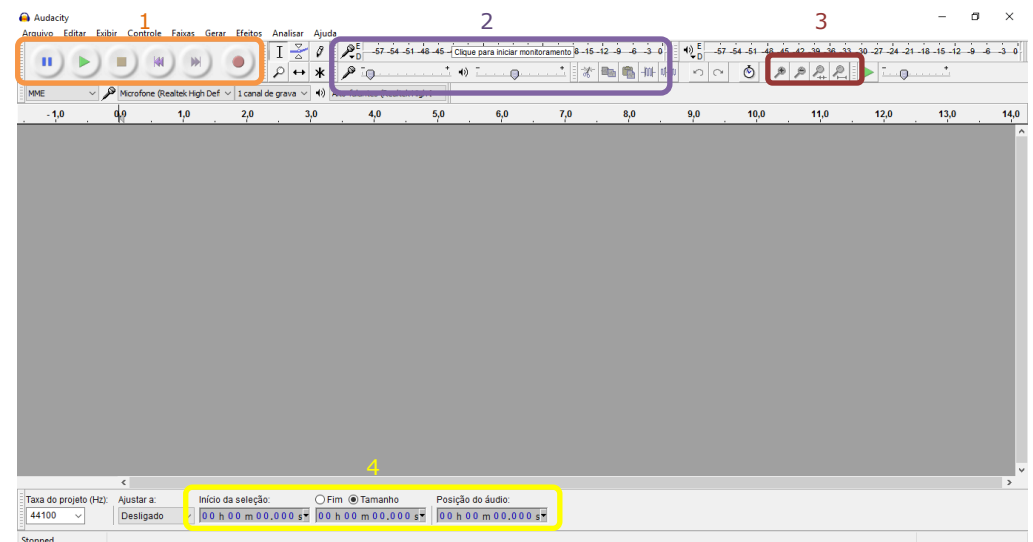 Audacity
1 2 3
Arquivo Editar Exibir Controle Faixas Gerar Efeitos Analisar Ajuda
E D -57 -54 -51 -48 -45 - Clique para iniciar monitoramento 8 -15 -12 -9 -6 -3 0 E D -57 -54 -51 -48 -45 -42 -39 -36 -33 -30 -27 -24 -21 -18 -15 -12 -9 -6 -3 0
- + - + - +
MME Microfone (Realtek High Def 1 canal de grava
- 1,0 0,0 1,0 2,0 3,0 4,0 5,0 6,0 7,0 8,0 9,0 10,0 11,0 12,0 13,0 14,0
4
Taxa do projeto (Hz): Ajustar a: Início da seleção: Fim Tamanho Posição do áudio:
44100 Desligado 00 h 00 m 00,000 s 00 h 00 m 00,000 s 00 h 00 m 00,000 s
Stopped